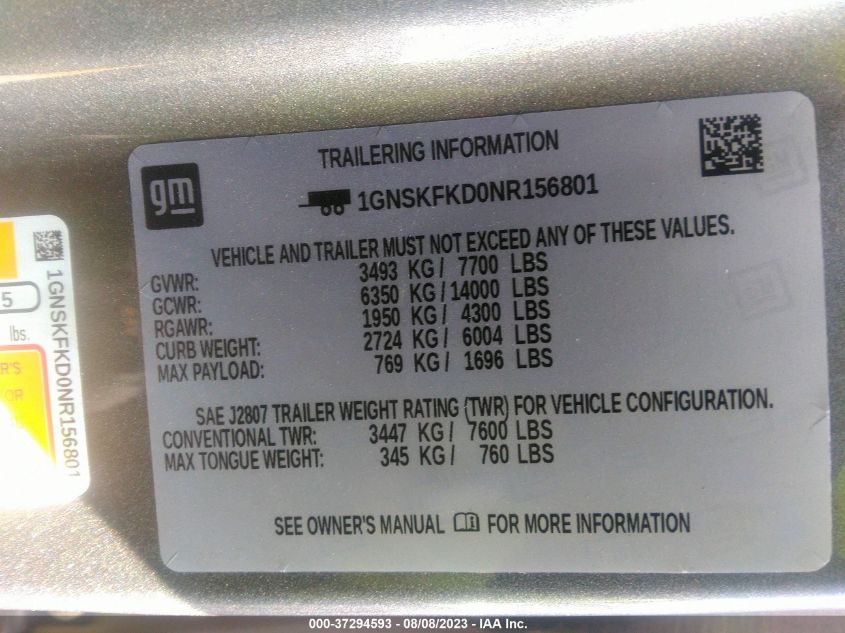 gm
TRAILERING INFORMATION
1GNSKFKD0NR156801
VEHICLE AND TRAILER MUST NOT EXCEED ANY OF THESE VALUES.
GVWR: 3493 KG / 7700 LBS
GCWR: 6350 KG / 14000 LBS
RGAWR: 1950 KG / 4300 LBS
CURB WEIGHT: 2724 KG / 6004 LBS
MAX PAYLOAD: 769 KG / 1696 LBS
SAE J2807 TRAILER WEIGHT RATING (TWR) FOR VEHICLE CONFIGURATION.
CONVENTIONAL TWR: 3447 KG / 7600 LBS
MAX TONGUE WEIGHT: 345 KG / 760 LBS
SEE OWNER'S MANUAL FOR MORE INFORMATION
1GNSKFKD0NR156801
5
lbs.
R'S
OR
000-37294593 - 08/08/2023 - IAA Inc.